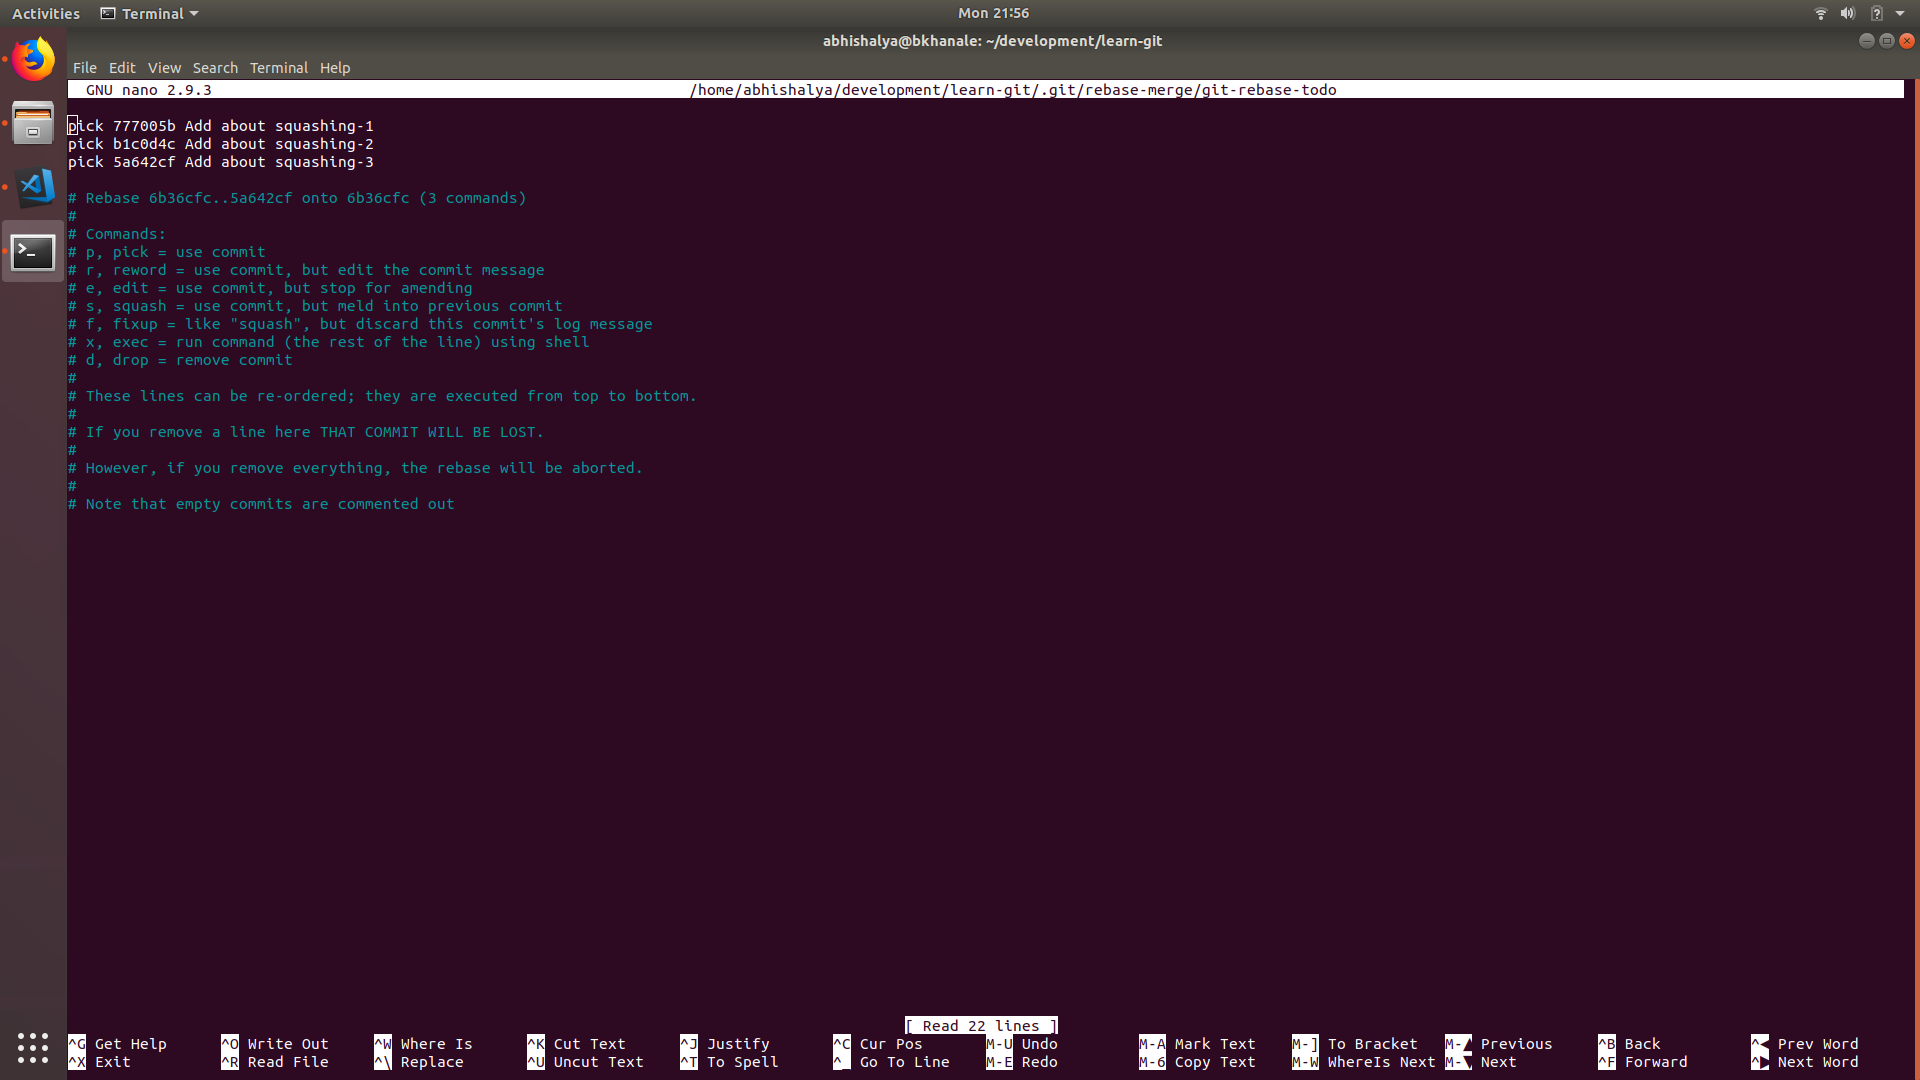 Activities Terminal Mon 21:56
abhishalya@bkhanale: ~/development/learn-git
File Edit View Search Terminal Help
GNU nano 2.9.3 /home/abhishalya/development/learn-git/.git/rebase-merge/git-rebase-todo
pick 777005b Add about squashing-1
pick b1c0d4c Add about squashing-2
pick 5a642cf Add about squashing-3
# Rebase 6b36cfc..5a642cf onto 6b36cfc (3 commands)
#
# Commands:
# p, pick = use commit
# r, reword = use commit, but edit the commit message
# e, edit = use commit, but stop for amending
# s, squash = use commit, but meld into previous commit
# f, fixup = like "squash", but discard this commit's log message
# x, exec = run command (the rest of the line) using shell
# d, drop = remove commit
#
# These lines can be re-ordered; they are executed from top to bottom.
#
# If you remove a line here THAT COMMIT WILL BE LOST.
#
# However, if you remove everything, the rebase will be aborted.
#
# Note that empty commits are commented out
[ Read 22 lines ]
^G Get Help ^O Write Out ^W Where Is ^K Cut Text ^J Justify ^C Cur Pos M-U Undo M-A Mark Text M-] To Bracket M-▲ Previous ^B Back ^◀ Prev Word
^X Exit ^R Read File ^\ Replace ^U Uncut Text ^T To Spell ^_ Go To Line M-E Redo M-6 Copy Text M-W WhereIs Next M-▼ Next ^F Forward ^▶ Next Word